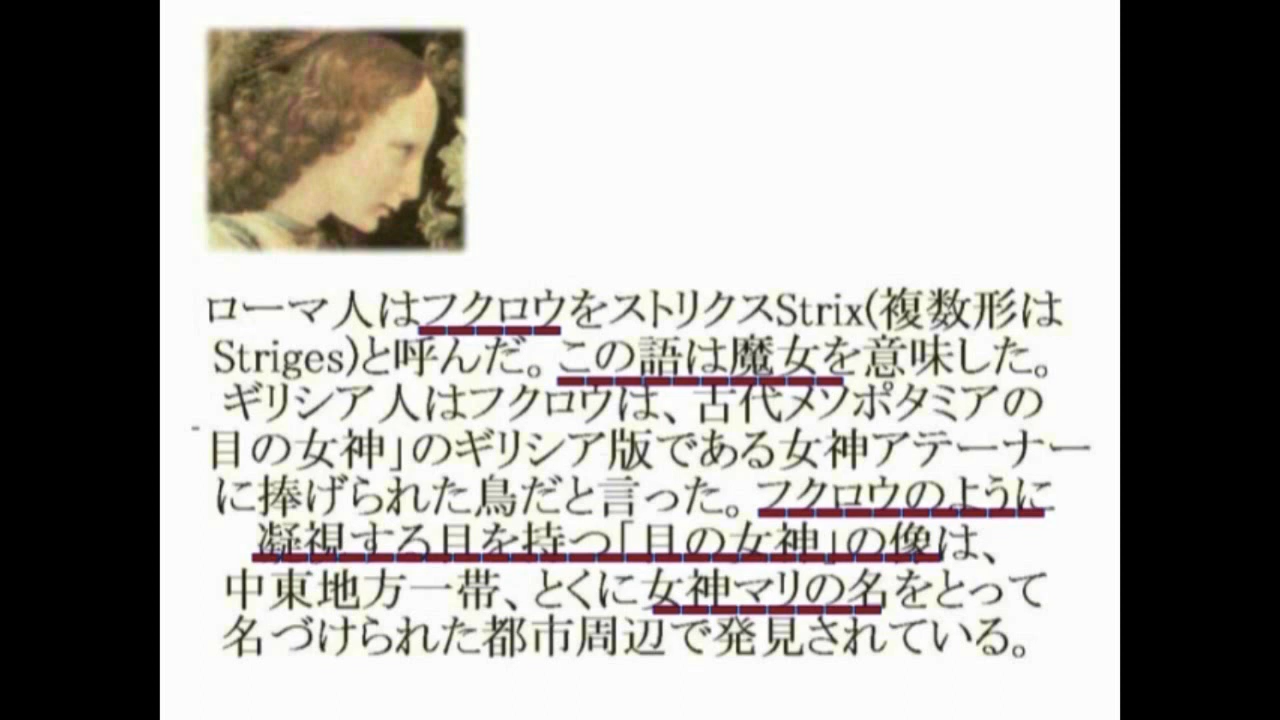 ローマ人はフクロウをストリクスStrix(複数形は
Striges)と呼んだ。この語は魔女を意味した。
ギリシア人はフクロウは、古代メソポタミアの
目の女神」のギリシア版である女神アテーナー
に捧げられた鳥だと言った。フクロウのように
凝視する目を持つ「目の女神」の像は、
中東地方一帯、とくに女神マリの名をとって
名づけられた都市周辺で発見されている。